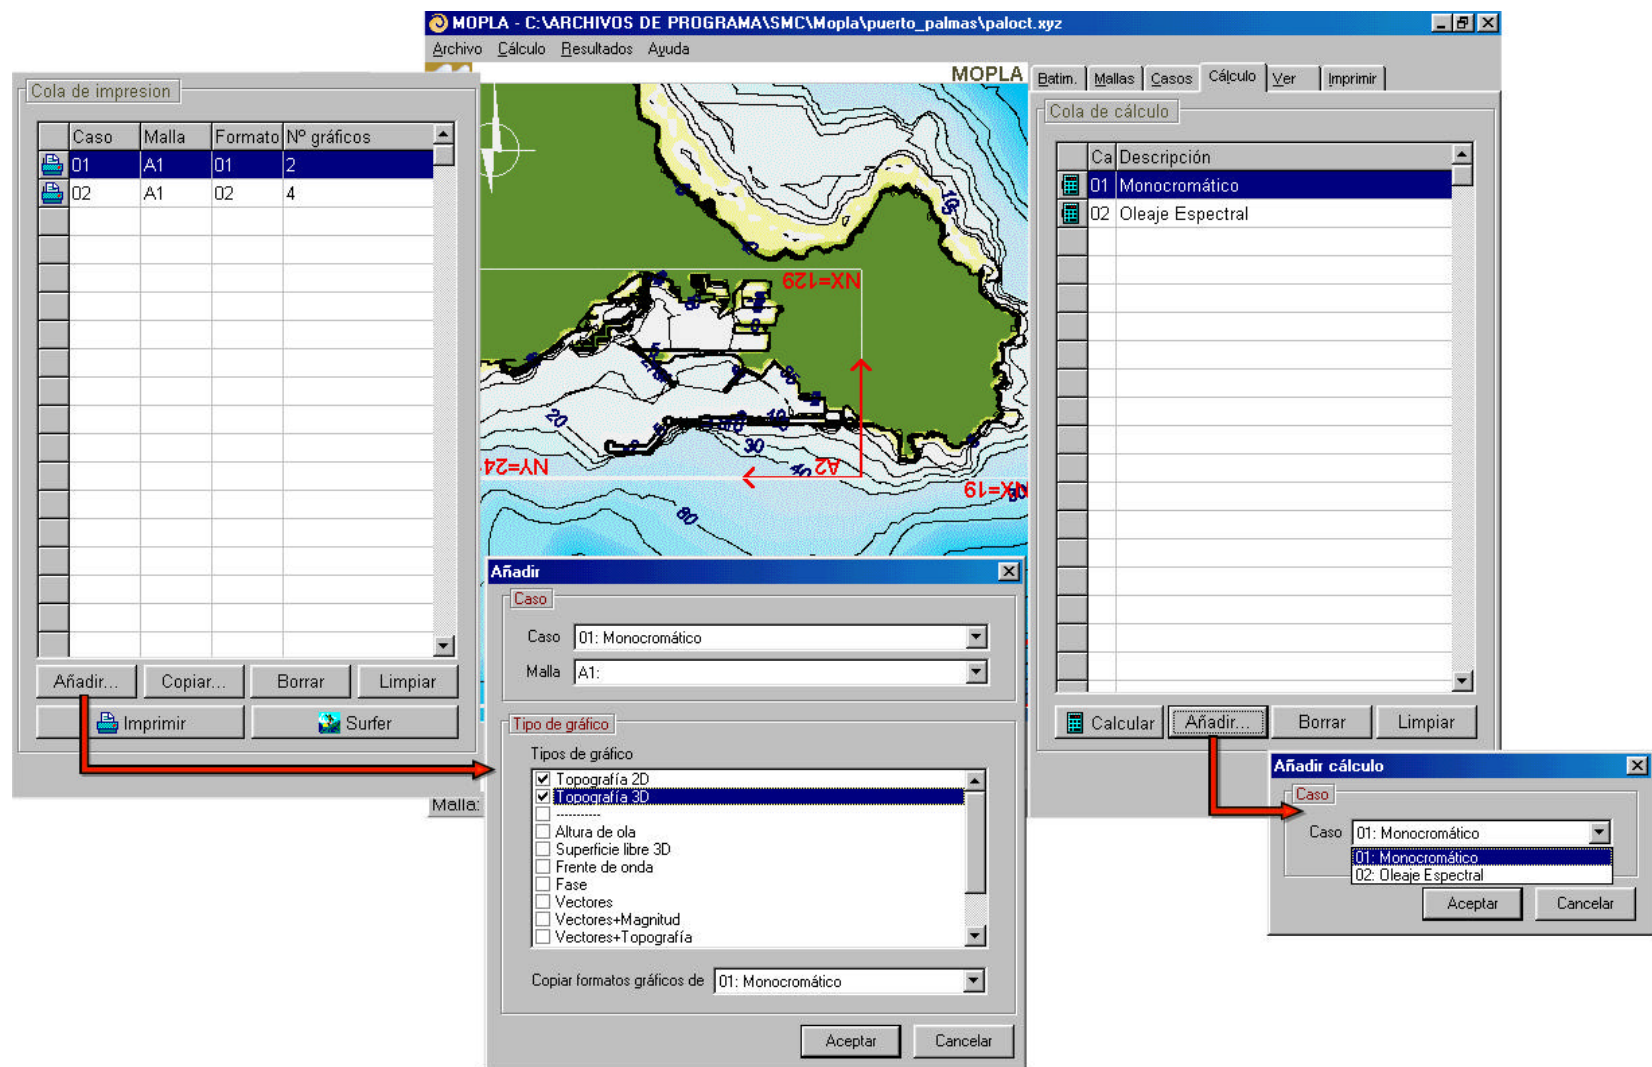 MOPLA - C:\ARCHIVOS DE PROGRAMA\SMC\Mopla\puerto_palmas\paloct.xyz
Archivo Cálculo Resultados Ayuda
MOPLA
Batim. Mallas Casos Cálculo Ver Imprimir
Cola de impresion
Caso Malla Formato Nº gráficos
01 A1 01 2
02 A1 02 4
Añadir... Copiar... Borrar Limpiar
Imprimir Surfer
NX=129
20
30
40
A2
NY=24
NX=19
80
Malla:
Añadir
Caso
Caso 01: Monocromático
Malla A1:
Tipo de gráfico
Tipos de gráfico
Topografía 2D
Topografía 3D
-----------
Altura de ola
Superficie libre 3D
Frente de onda
Fase
Vectores
Vectores+Magnitud
Vectores+Topografía
Copiar formatos gráficos de 01: Monocromático
Aceptar Cancelar
Cola de cálculo
Ca Descripción
01 Monocromático
02 Oleaje Espectral
Calcular Añadir... Borrar Limpiar
Añadir cálculo
Caso
Caso 01: Monocromático
01: Monocromático
02: Oleaje Espectral
Aceptar Cancelar